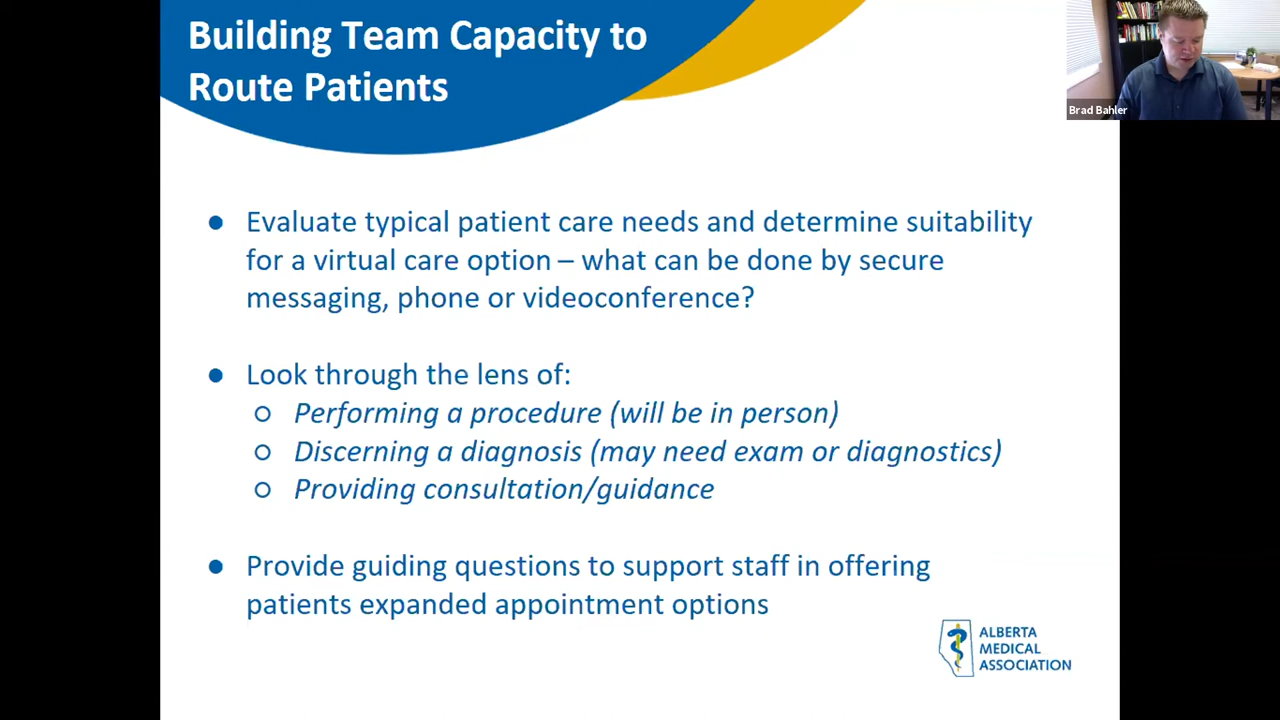 Building Team Capacity to
Route Patients
Brad Bahler
● Evaluate typical patient care needs and determine suitability
for a virtual care option – what can be done by secure
messaging, phone or videoconference?
● Look through the lens of:
○ Performing a procedure (will be in person)
○ Discerning a diagnosis (may need exam or diagnostics)
○ Providing consultation/guidance
● Provide guiding questions to support staff in offering
patients expanded appointment options
ALBERTA
MEDICAL
ASSOCIATION